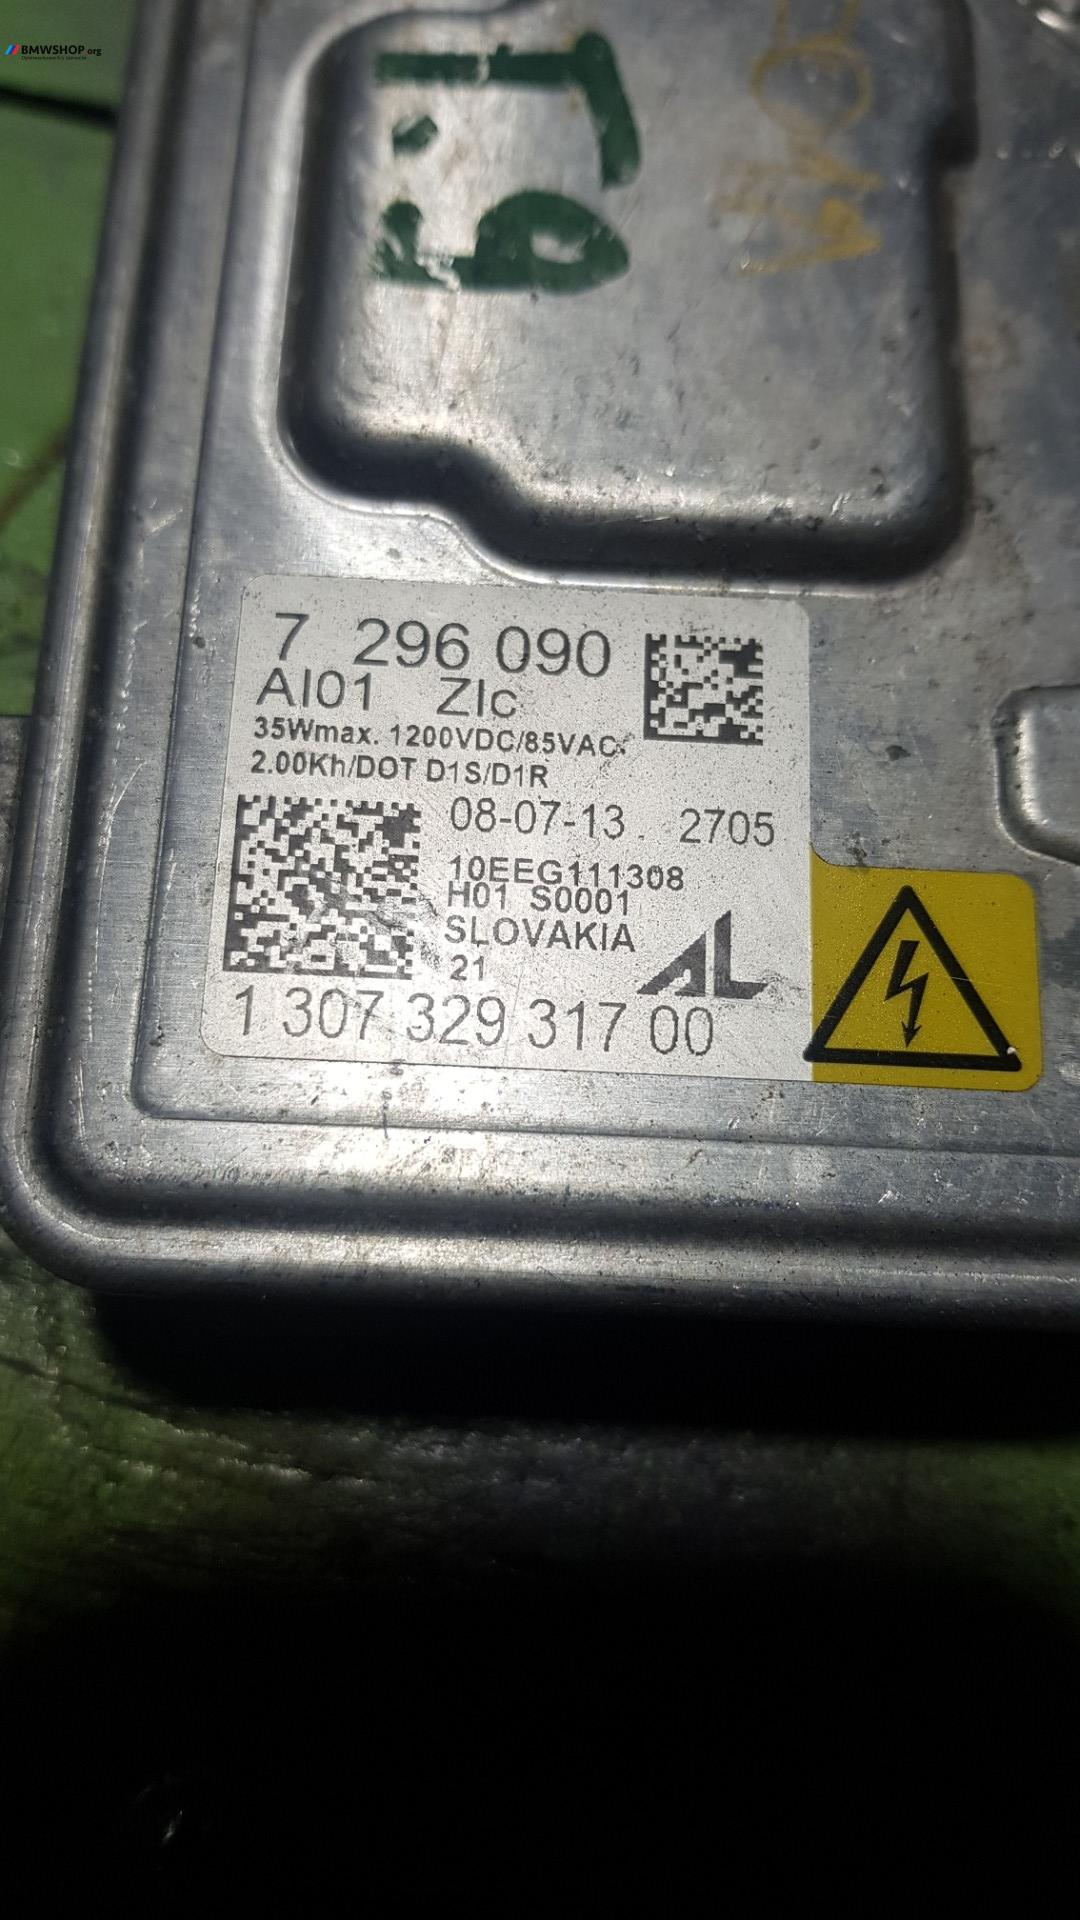 BMWSHOP.org
7 296 090
AI01 ZIc
35Wmax. 1200VDC/85VAC.
2.00Kh/DOT D1S/D1R
08-07-13. 2705
10EEG111308
H01 S0001
SLOVAKIA
21
AL
1 307 329 317 00